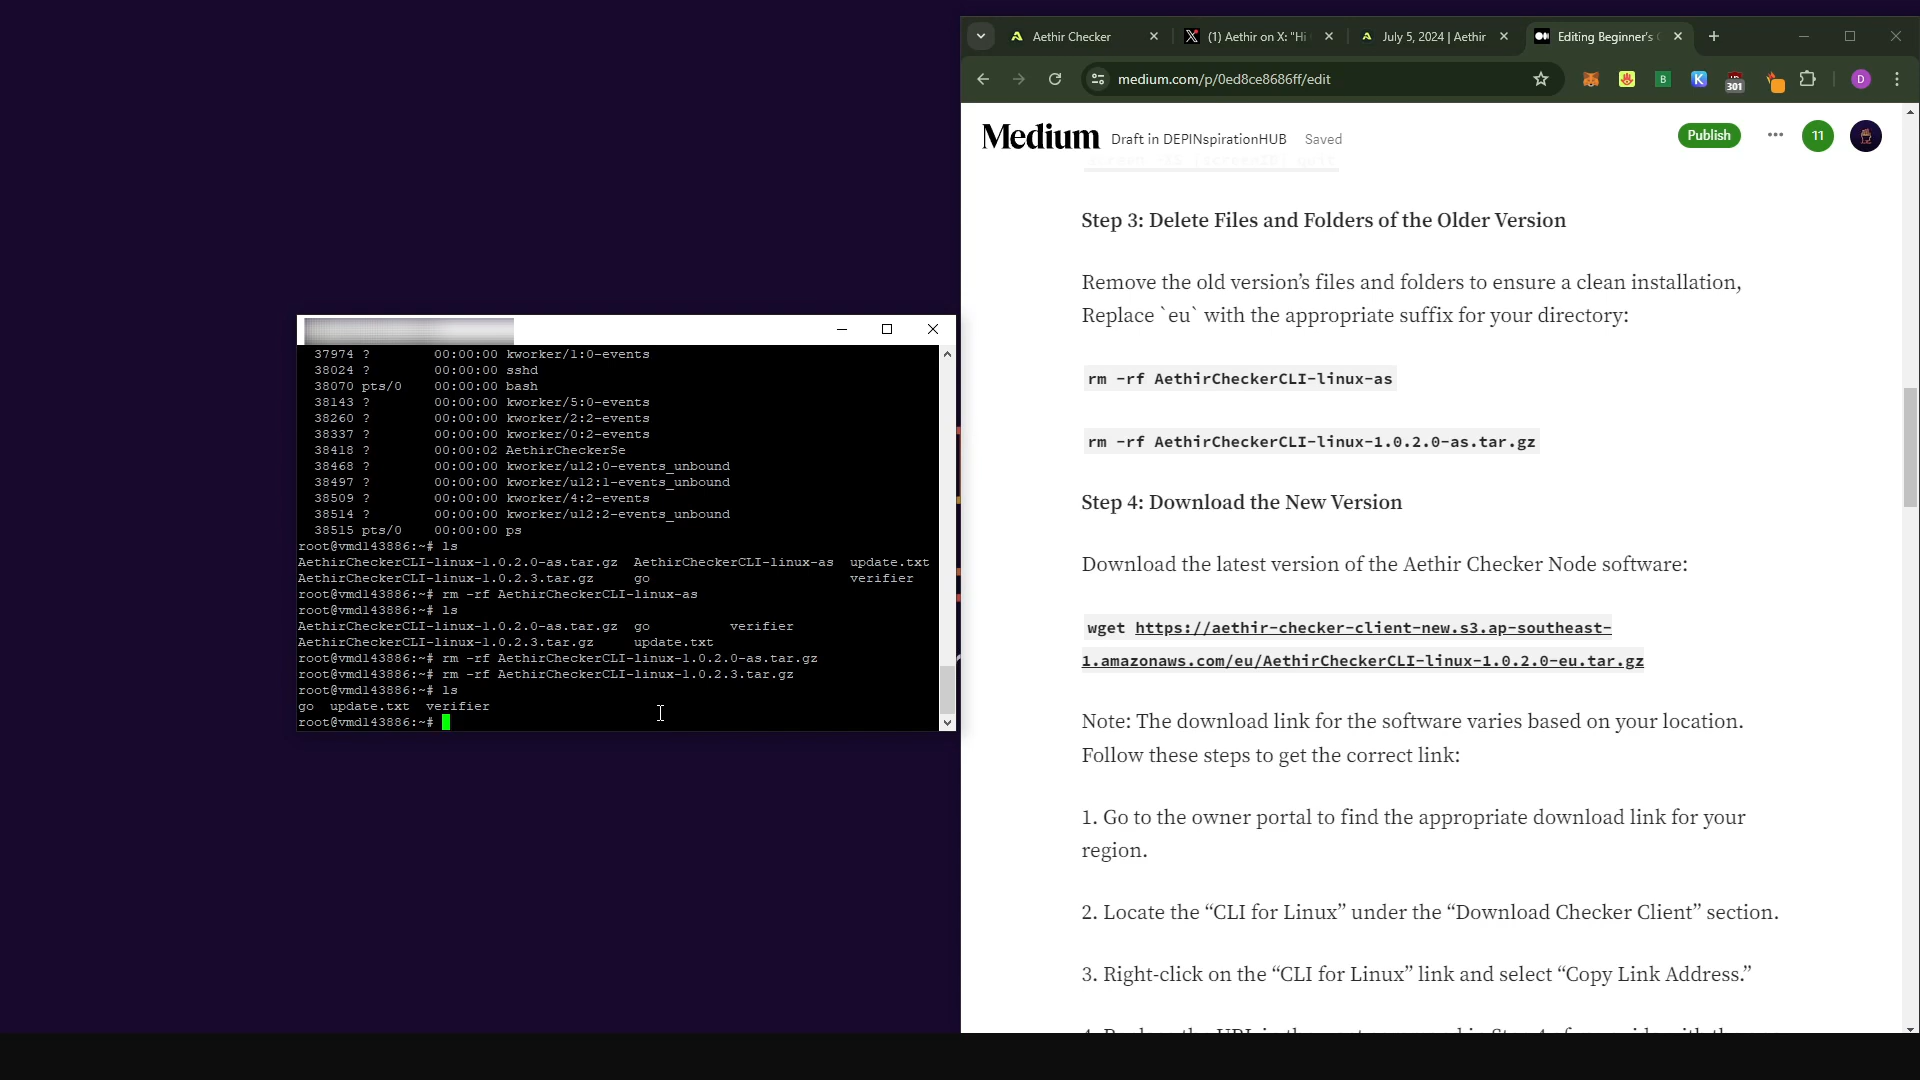 37974 ?        00:00:00 kworker/1:0-events
38024 ?        00:00:00 sshd
38070 pts/0    00:00:00 bash
38143 ?        00:00:00 kworker/5:0-events
38260 ?        00:00:00 kworker/2:2-events
38337 ?        00:00:00 kworker/0:2-events
38418 ?        00:00:02 AethirCheckerSe
38468 ?        00:00:00 kworker/u12:0-events_unbound
38497 ?        00:00:00 kworker/u12:1-events_unbound
38509 ?        00:00:00 kworker/4:2-events
38514 ?        00:00:00 kworker/u12:2-events_unbound
38515 pts/0    00:00:00 ps
root@vmd143886:~# ls
AethirCheckerCLI-linux-1.0.2.0-as.tar.gz  AethirCheckerCLI-linux-as  update.txt
AethirCheckerCLI-linux-1.0.2.3.tar.gz     go                         verifier
root@vmd143886:~# rm -rf AethirCheckerCLI-linux-as
root@vmd143886:~# ls
AethirCheckerCLI-linux-1.0.2.0-as.tar.gz  go          verifier
AethirCheckerCLI-linux-1.0.2.3.tar.gz     update.txt
root@vmd143886:~# rm -rf AethirCheckerCLI-linux-1.0.2.0-as.tar.gz
root@vmd143886:~# rm -rf AethirCheckerCLI-linux-1.0.2.3.tar.gz
root@vmd143886:~# ls
go  update.txt  verifier
root@vmd143886:~#
Aethir Checker
(1) Aethir on X: "Hi
July 5, 2024 | Aethir
Editing Beginner's
medium.com/p/0ed8ce8686ff/edit
B
K
301
D
Medium
Draft in DEPINspirationHUB
Saved
Publish
11
Step 3: Delete Files and Folders of the Older Version
Remove the old version’s files and folders to ensure a clean installation,
Replace `eu` with the appropriate suffix for your directory:
rm -rf AethirCheckerCLI-linux-as
rm -rf AethirCheckerCLI-linux-1.0.2.0-as.tar.gz
Step 4: Download the New Version
Download the latest version of the Aethir Checker Node software:
wget https://aethir-checker-client-new.s3.ap-southeast-
1.amazonaws.com/eu/AethirCheckerCLI-linux-1.0.2.0-eu.tar.gz
Note: The download link for the software varies based on your location.
Follow these steps to get the correct link:
1. Go to the owner portal to find the appropriate download link for your
region.
2. Locate the “CLI for Linux” under the “Download Checker Client” section.
3. Right-click on the “CLI for Linux” link and select “Copy Link Address.”